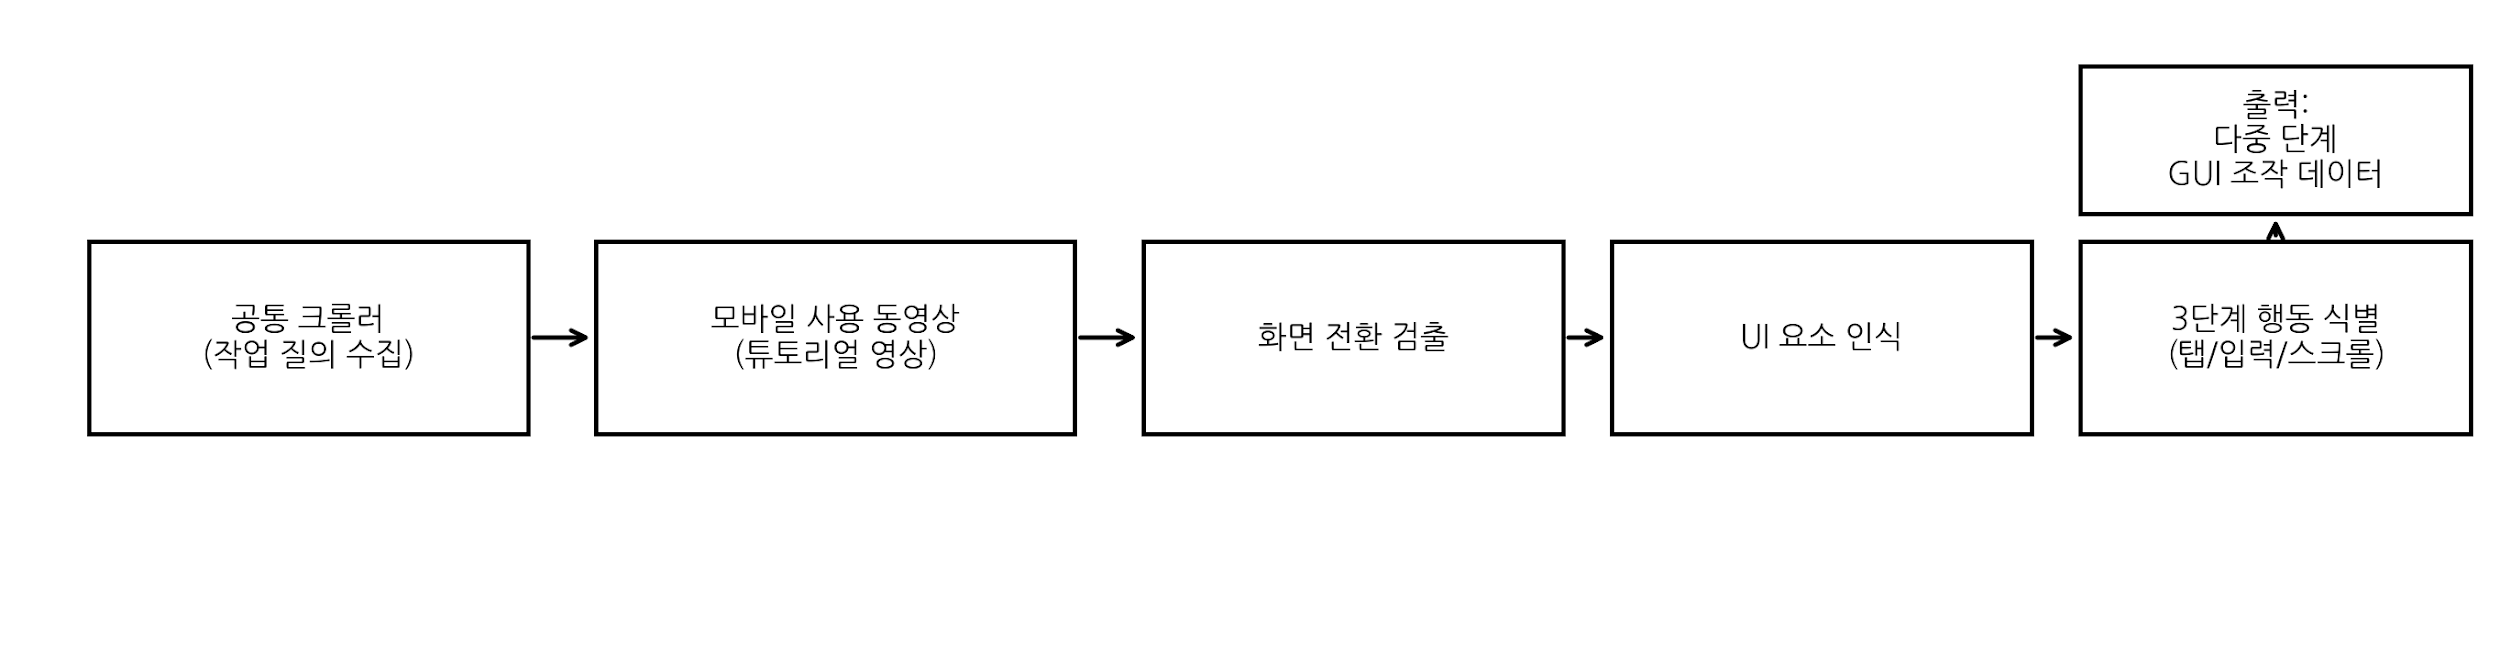 공통 크롤러
(작업 질의 수집)
모바일 사용 동영상
(튜토리얼 영상)
화면 전환 검출
UI 요소 인식
3단계 행동 식별
(탭/입력/스크롤)
출력:
다중 단계
GUI 조작 데이터